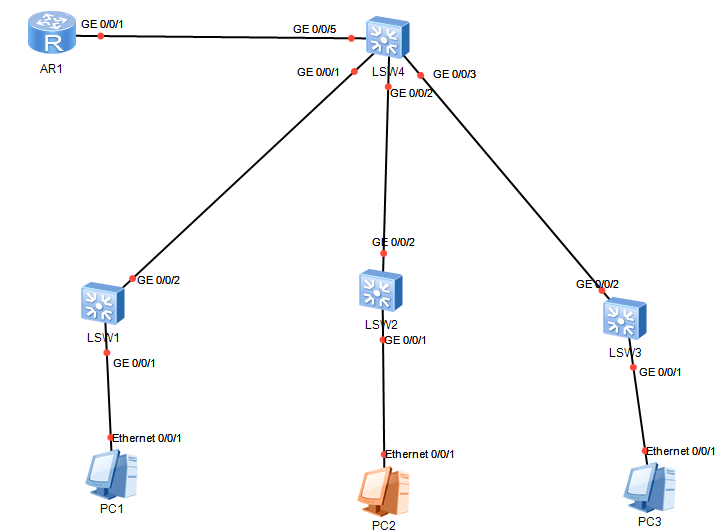 GE 0/0/1
GE 0/0/5
R
AR1
GE 0/0/1
LSW4
GE 0/0/3
GE 0/0/2
GE 0/0/2
GE 0/0/2
GE 0/0/2
LSW1
LSW2
GE 0/0/1
LSW3
GE 0/0/1
GE 0/0/1
Ethernet 0/0/1
Ethernet 0/0/1
Ethernet 0/0/1
PC1
PC2
PC3